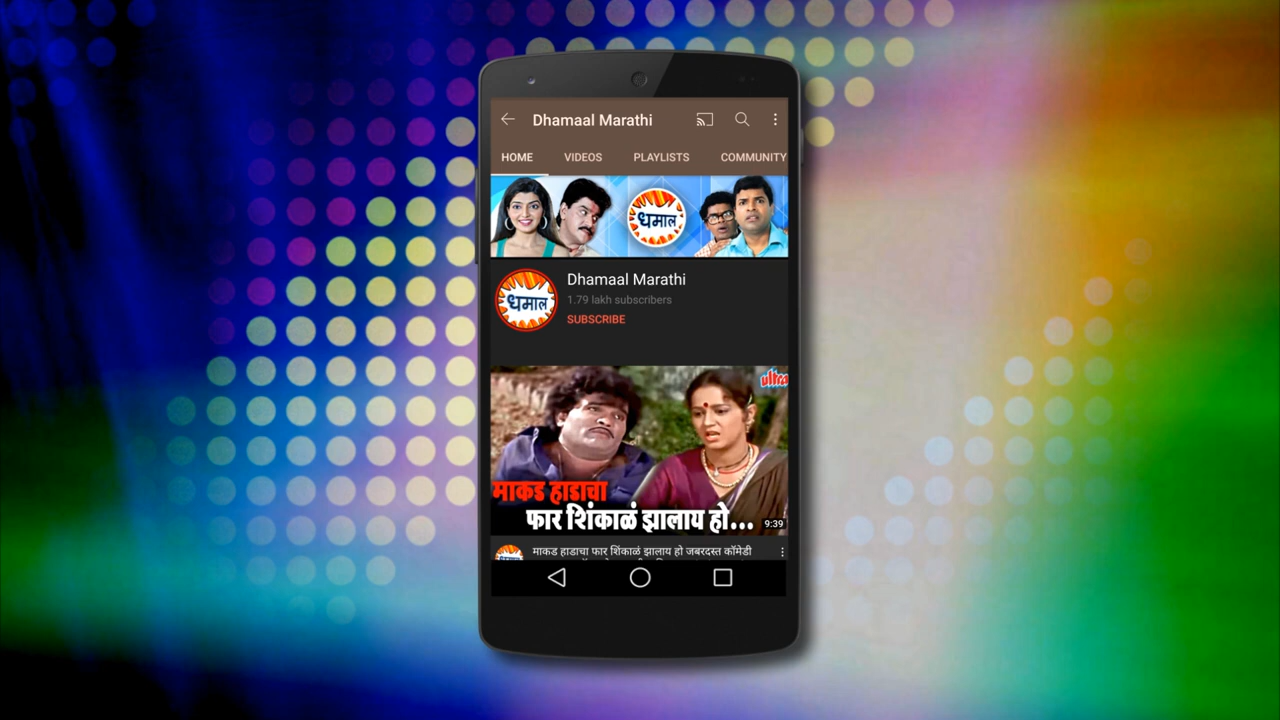 Dhamaal Marathi
HOME VIDEOS PLAYLISTS COMMUNITY
धमाल
धमाल
Dhamaal Marathi
1.79 lakh subscribers
SUBSCRIBE
ultra
माकड हाडाचा
फार शिंकाळं झालाय हो...
9:39
माकड हाडाचा फार शिंकाळं झालाय हो जबरदस्त कॉमेडी